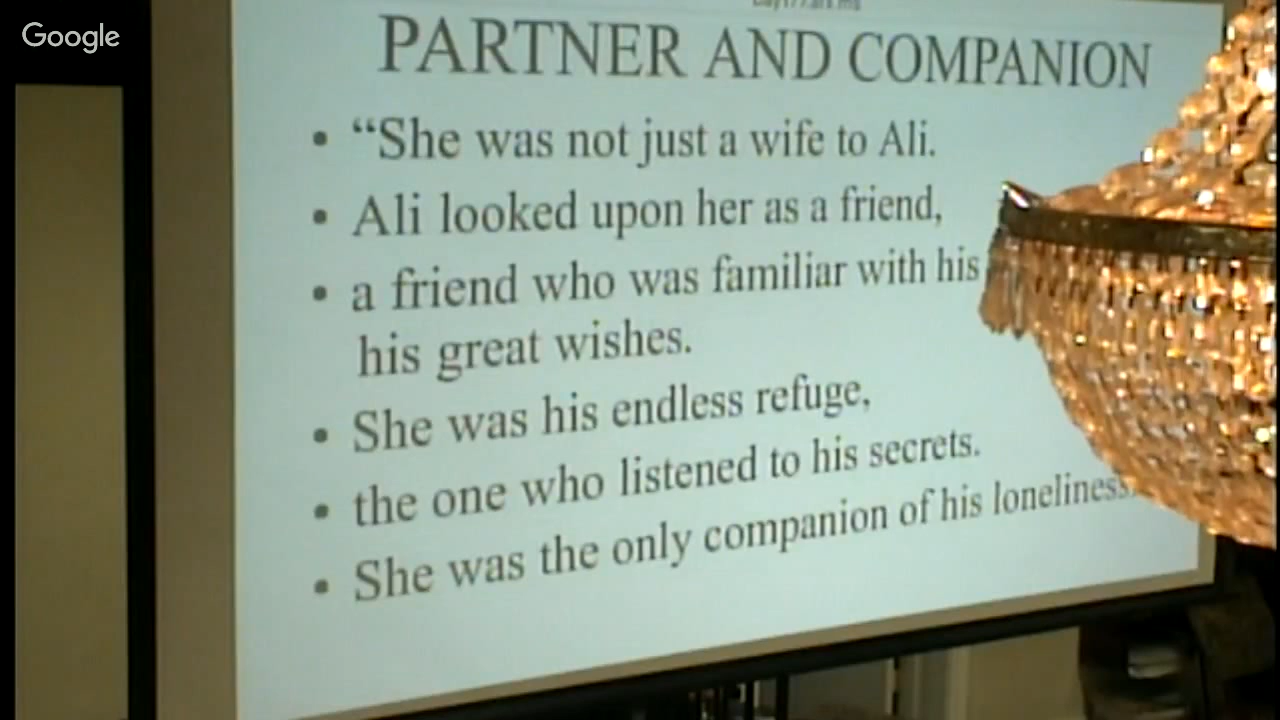 Google
PARTNER AND COMPANION
• “She was not just a wife to Ali.
• Ali looked upon her as a friend,
• a friend who was familiar with his
his great wishes.
• She was his endless refuge,
• the one who listened to his secrets.
• She was the only companion of his loneliness